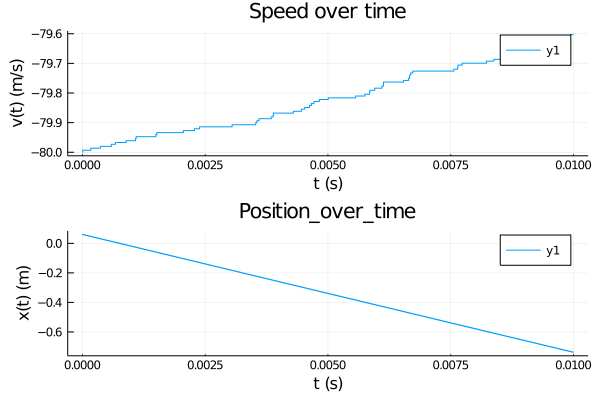 Speed over time
−79.6
−79.7
−79.8
−79.9
−80.0
v(t) (m/s)
y1
0.0000
0.0025
0.0050
0.0075
0.0100
t (s)
Position_over_time
0.0
−0.2
−0.4
−0.6
x(t) (m)
y1
0.0000
0.0025
0.0050
0.0075
0.0100
t (s)